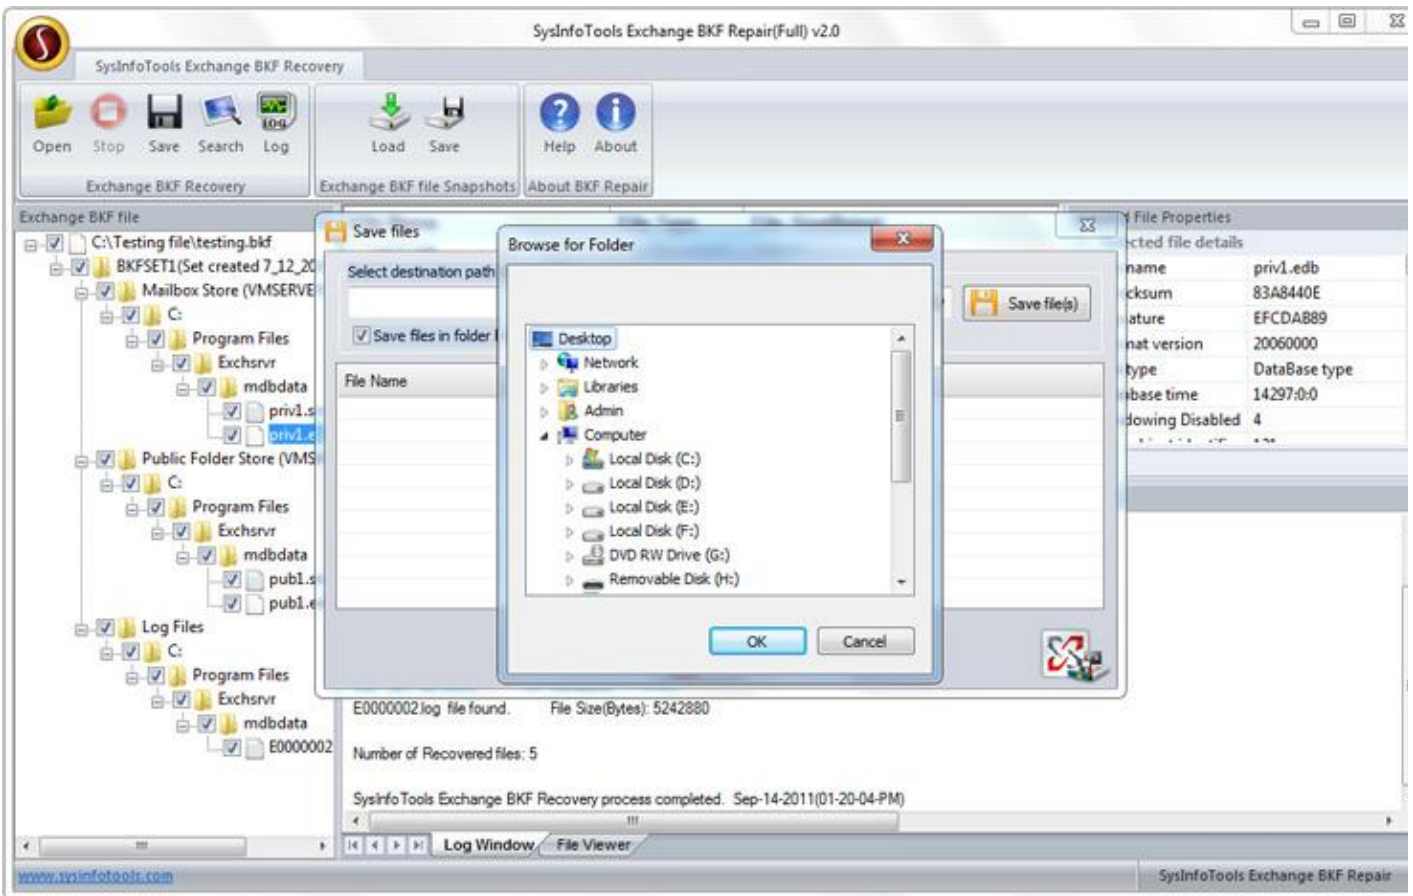 SysInfoTools Exchange BKF Repair(Full) v2.0
SysInfoTools Exchange BKF Recovery
Open Stop Save Search Log
Load Save
Help About
Exchange BKF Recovery
Exchange BKF file Snapshots
About BKF Repair
Exchange BKF file
C:\Testing file\testing.bkf
BKFSET1(Set created 7_12_20
Mailbox Store (VMSERVE
C:
Program Files
Exchsrvr
mdbdata
priv1.s
priv1.e
Public Folder Store (VMS
C:
Program Files
Exchsrvr
mdbdata
pub1.s
pub1.e
Log Files
C:
Program Files
Exchsrvr
mdbdata
E0000002
Save files
Select destination path
Save file(s)
Save files in folder
File Name
Browse for Folder
Desktop
Network
Libraries
Admin
Computer
Local Disk (C:)
Local Disk (D:)
Local Disk (E:)
Local Disk (F:)
DVD RW Drive (G:)
Removable Disk (H:)
OK Cancel
File Properties
cted file details
name priv1.edb
cksum 83A8440E
ature EFCDAB89
mat version 20060000
type DataBase type
abase time 14297:0:0
dowing Disabled 4
E0000002.log file found. File Size(Bytes): 5242880
Number of Recovered files: 5
SysInfoTools Exchange BKF Recovery process completed. Sep-14-2011(01-20-04-PM)
Log Window File Viewer
www.sysinfotools.com
SysInfoTools Exchange BKF Repair